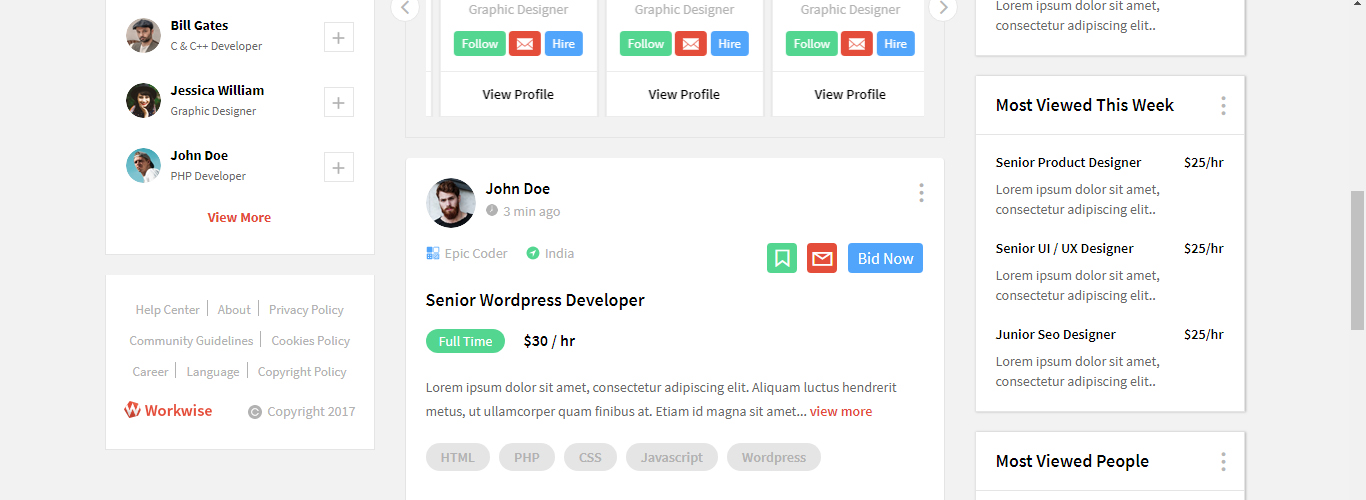 Bill Gates
C & C++ Developer
Jessica William
Graphic Designer
John Doe
PHP Developer
View More
Help Center
About
Privacy Policy
Community Guidelines
Cookies Policy
Career
Language
Copyright Policy
Workwise
Copyright 2017
Graphic Designer
Follow
Hire
View Profile
Graphic Designer
Follow
Hire
View Profile
Graphic Designer
Follow
Hire
View Profile
John Doe
3 min ago
Epic Coder
India
Bid Now
Senior Wordpress Developer
Full Time
$30 / hr
Lorem ipsum dolor sit amet, consectetur adipiscing elit. Aliquam luctus hendrerit
metus, ut ullamcorper quam finibus at. Etiam id magna sit amet... view more
HTML
PHP
CSS
Javascript
Wordpress
Lorem ipsum dolor sit amet,
consectetur adipiscing elit..
Most Viewed This Week
Senior Product Designer
$25/hr
Lorem ipsum dolor sit amet,
consectetur adipiscing elit..
Senior UI / UX Designer
$25/hr
Lorem ipsum dolor sit amet,
consectetur adipiscing elit..
Junior Seo Designer
$25/hr
Lorem ipsum dolor sit amet,
consectetur adipiscing elit..
Most Viewed People